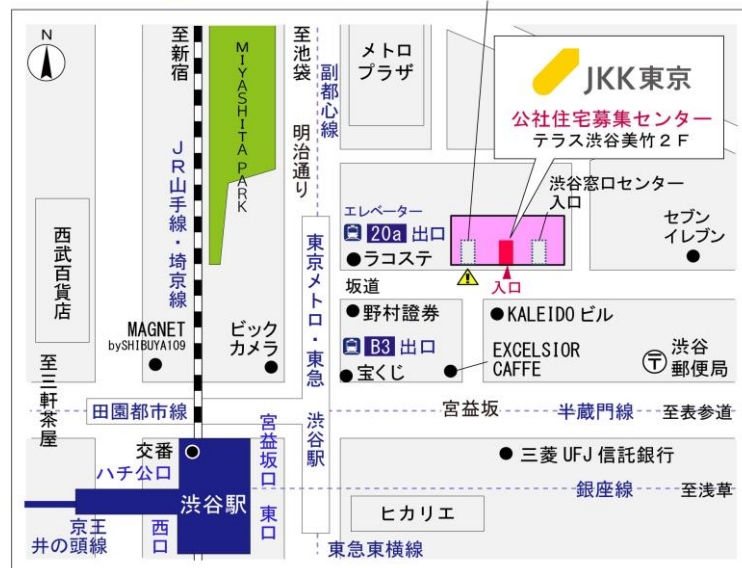 N
至新宿
MIYASHITA PARK
至池袋
明治通り
副都心線
メトロ
プラザ
JKK東京
公社住宅募集センター
テラス渋谷美竹2F
渋谷窓口センター
入口
JR山手線・埼京線
西武百貨店
エレベーター
20a 出口
ラコステ
入口
セブン
イレブン
坂道
東京メトロ・東急
渋谷駅
野村證券
KALEIDOビル
MAGNET
bySHIBUYA109
ビック
カメラ
B3 出口
宝くじ
EXCELSIOR
CAFFE
〒
渋谷
郵便局
至三軒茶屋
田園都市線
宮益坂
半蔵門線
至表参道
交番
ハチ公口
宮益坂口
三菱UFJ信託銀行
渋谷駅
銀座線
至浅草
京王
井の頭線
西口
東口
ヒカリエ
東急東横線